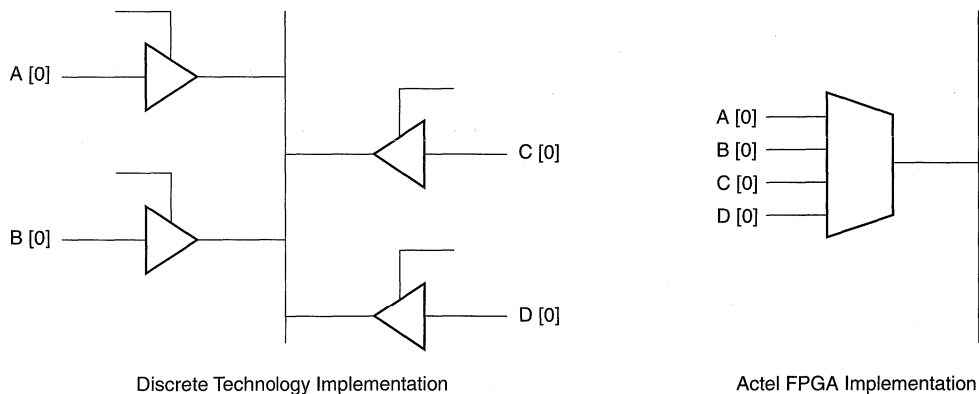 A [0]
C [0]
B [0]
D [0]
Discrete Technology Implementation
A [0]
B [0]
C [0]
D [0]
Actel FPGA Implementation